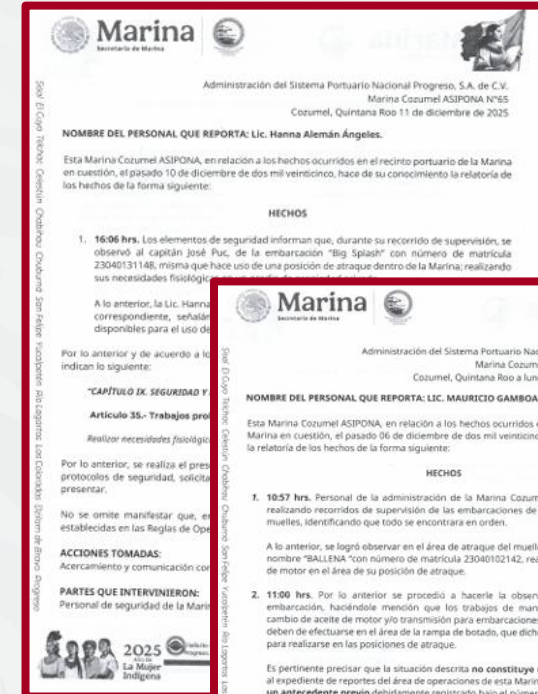 Marina
Secretaría de Marina
Administración del Sistema Portuario Nacional Progreso, S.A. de C.V.
Marina Cozumel ASIPONA N°65
Cozumel, Quintana Roo 11 de diciembre de 2025
NOMBRE DEL PERSONAL QUE REPORTA: Lic. Hanna Alemán Ángeles.
Esta Marina Cozumel ASIPONA, en relación a los hechos ocurridos en el recinto portuario de la Marina
en cuestión, el pasado 10 de diciembre de dos mil veinticinco, hace de su conocimiento la relatoría de
los hechos de la forma siguiente:
HECHOS
1. 16:06 hrs. Los elementos de seguridad informan que, durante su recorrido de supervisión, se
observó al capitán José Puc, de la embarcación "Big Splash" con número de matrícula
23040131148, misma que hace uso de una posición de atraque dentro de la Marina; realizando
sus necesidades fisiológicas
A lo anterior, la Lic. Hanna
correspondiente, señalan
disponibles para el uso de
Por lo anterior y de acuerdo a lo
indican lo siguiente:
"CAPÍTULO IX. SEGURIDAD Y
Artículo 35.- Trabajos pro
Realizar necesidades fisiológic
Por lo anterior, se realiza el pres
protocolos de seguridad, solicita
presentar.
No se omite manifestar que, e
establecidas en las Reglas de Ope
ACCIONES TOMADAS:
Acercamiento y comunicación con
PARTES QUE INTERVINIERON:
Personal de seguridad de la Marin
2025
Año de
La Mujer
Indígena
Marina
Secretaría de Marina
Administración del Sistema Portuario Nac
Marina Cozum
Cozumel, Quintana Roo a lun
NOMBRE DEL PERSONAL QUE REPORTA: LIC. MAURICIO GAMBOA
Esta Marina Cozumel ASIPONA, en relación a los hechos ocurridos e
Marina en cuestión, el pasado 06 de diciembre de dos mil veinticinc
la relatoría de los hechos de la forma siguiente:
HECHOS
1. 10:57 hrs. Personal de la administración de la Marina Cozum
realizando recorridos de supervisión de las embarcaciones de
muelles, identificando que todo se encontrara en orden.
A lo anterior, se logró observar en el área de atraque del muell
nombre "BALLENA "con número de matrícula 23040102142, rea
de motor en el área de su posición de atraque.
2. 11:00 hrs. Por lo anterior se procedió a hacerle la obser
embarcación, haciéndole mención que los trabajos de man
cambio de aceite de motor y/o transmisión para embarcaciones
deben de efectuarse en el área de la rampa de botado, que dich
para realizarse en las posiciones de atraque.
Es pertinente precisar que la situación descrita no constituye
al expediente de reportes del área de operaciones de esta Marin
un antecedente previo debidamente registrado bajo el núme